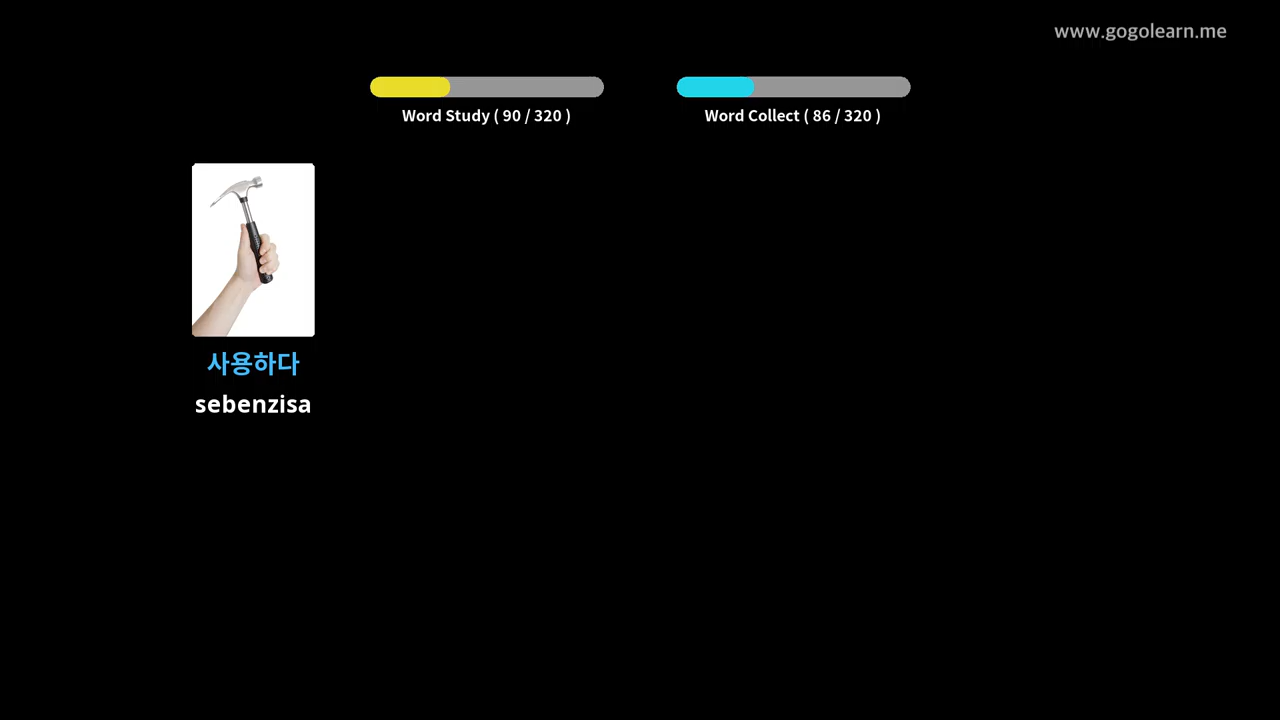 www.gogolearn.me
Word Study ( 90 / 320 )
Word Collect ( 86 / 320 )
사용하다
sebenzisa